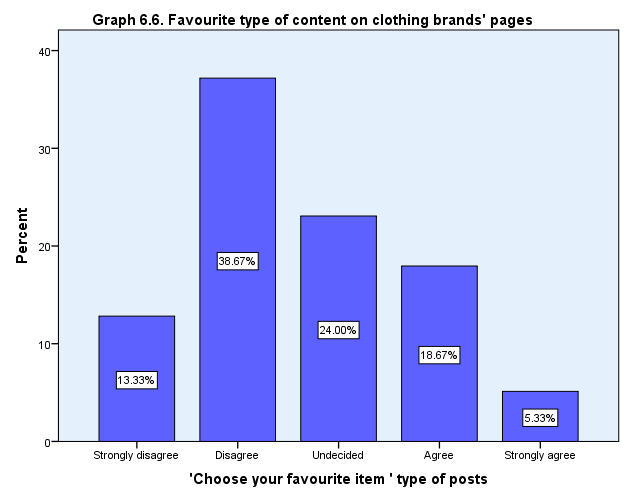 Graph 6.6. Favourite type of content on clothing brands' pages
Percent
40
30
20
10
0
13.33%
38.67%
24.00%
18.67%
5.33%
Strongly disagree
Disagree
Undecided
Agree
Strongly agree
'Choose your favourite item ' type of posts